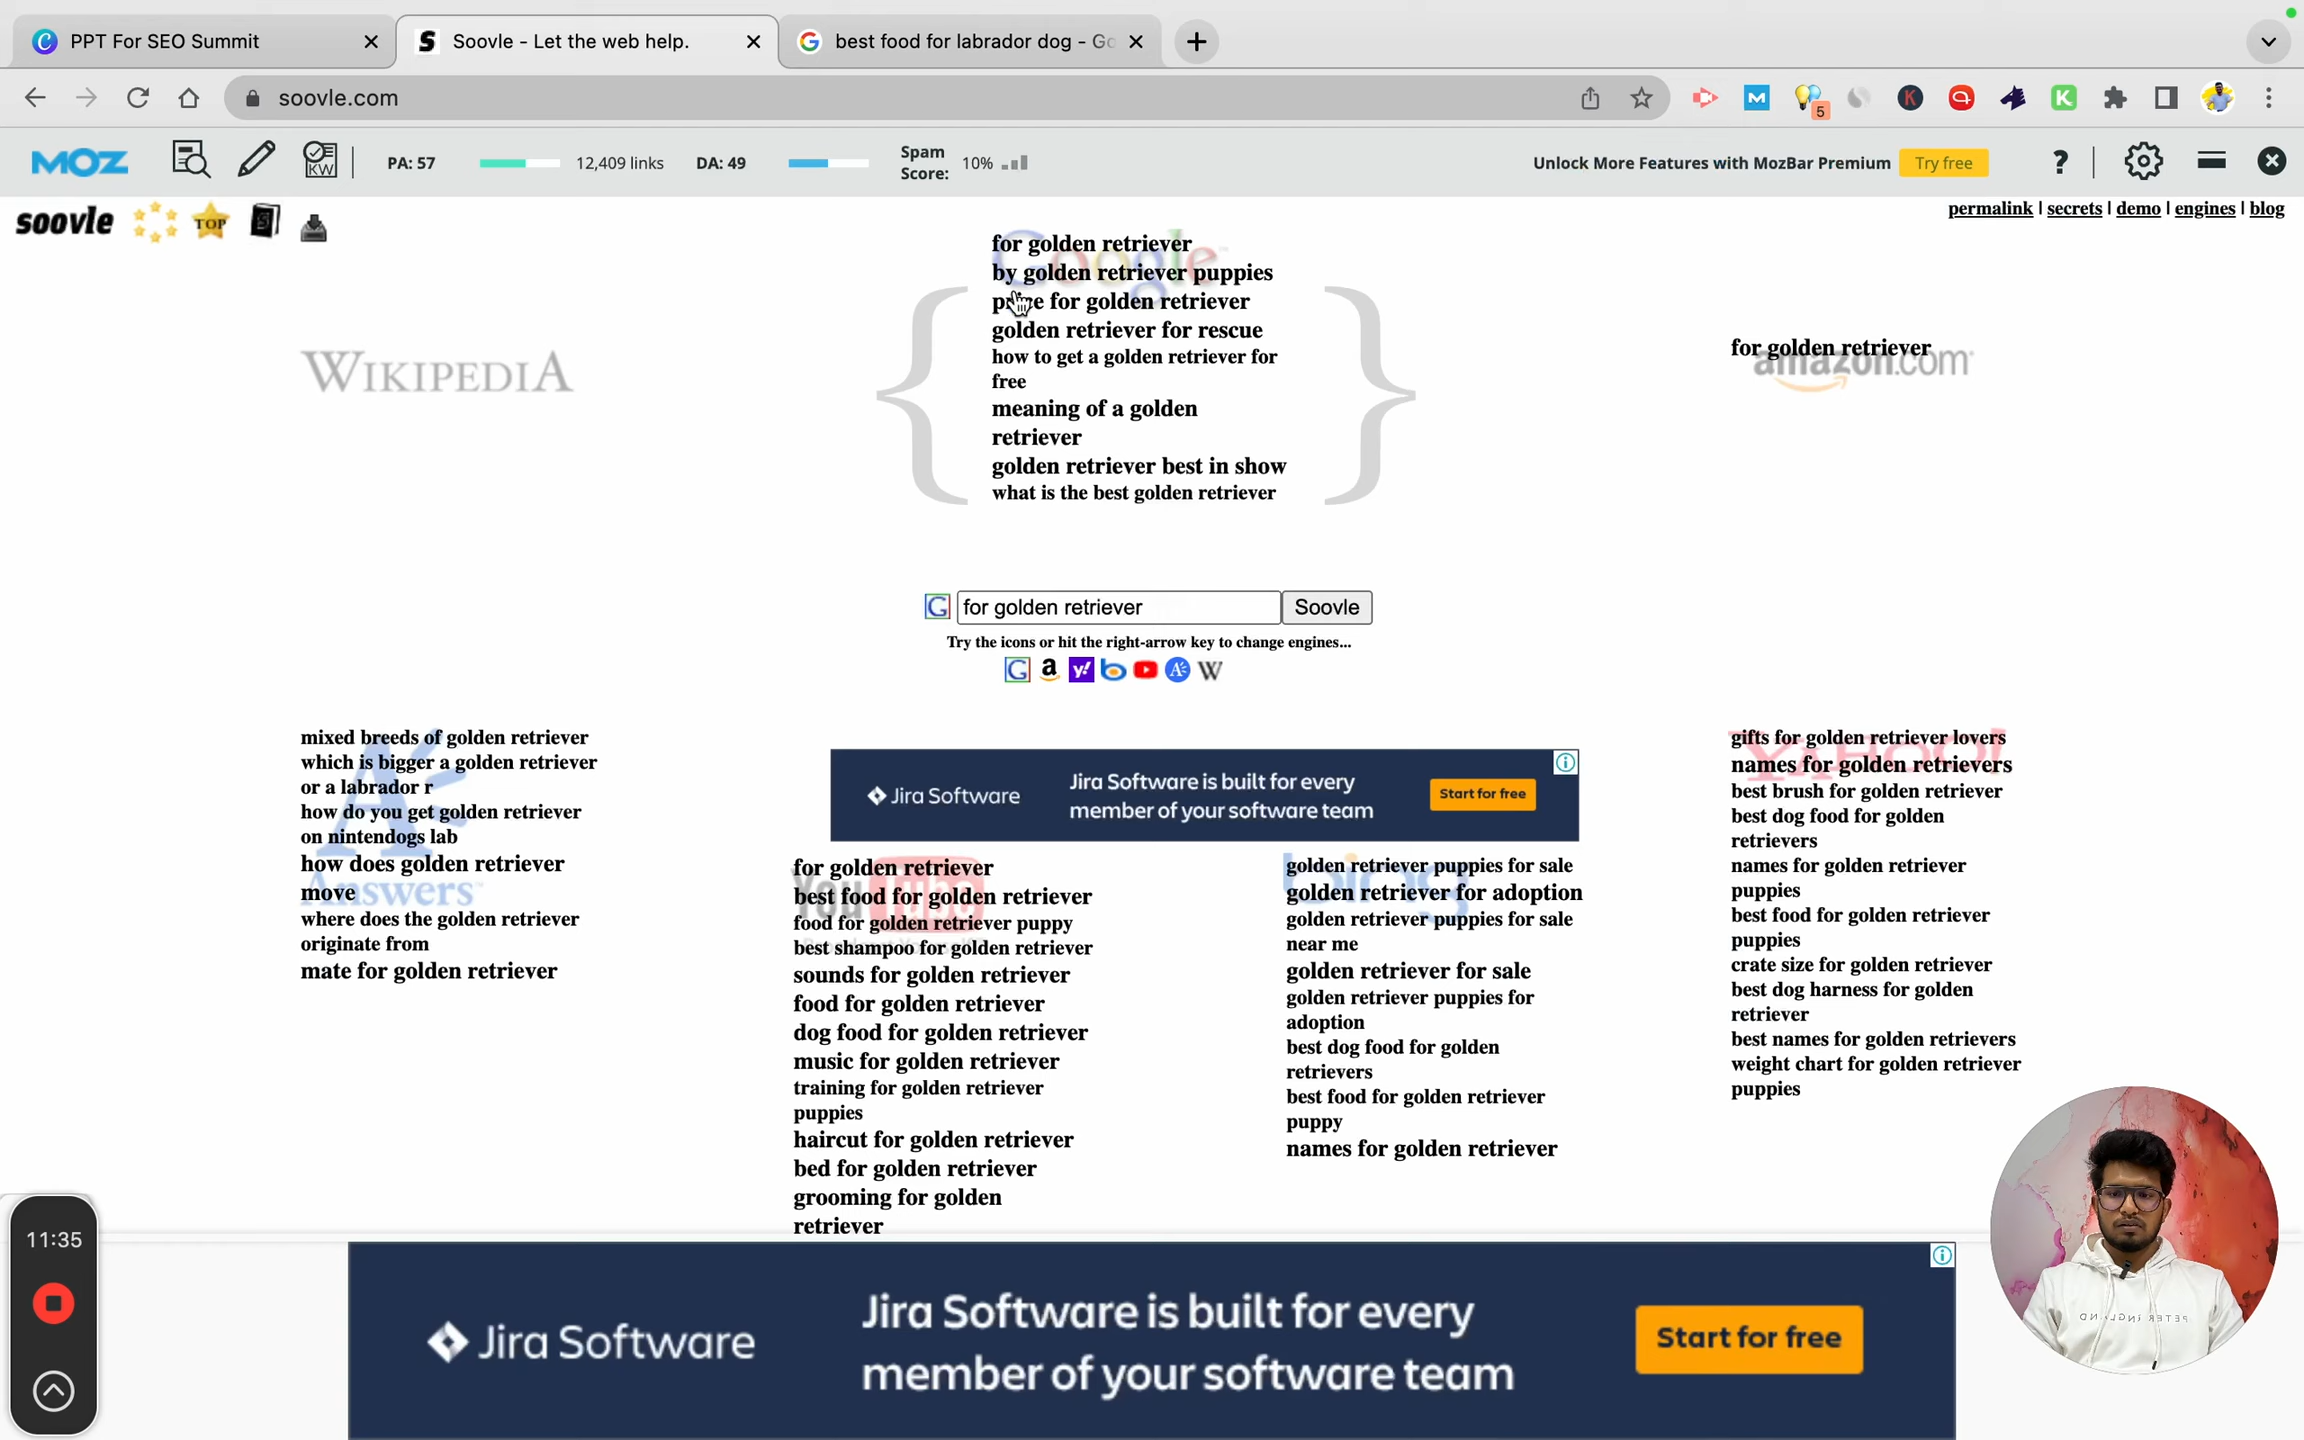 PPT For SEO Summit
Soovle - Let the web help.
best food for labrador dog - Go
soovle.com
5
MOZ
KW
PA: 57
12,409 links
DA: 49
Spam
Score:
10%
Unlock More Features with MozBar Premium
Try free
?
soovle
TOP
permalink | secrets | demo | engines | blog
Google
for golden retriever
by golden retriever puppies
price for golden retriever
golden retriever for rescue
how to get a golden retriever for
free
meaning of a golden
retriever
golden retriever best in show
what is the best golden retriever
WIKIPEDIA
for golden retriever
amazon.com
for golden retriever
Soovle
Try the icons or hit the right-arrow key to change engines...
mixed breeds of golden retriever
which is bigger a golden retriever
or a labrador r
how do you get golden retriever
on nintendogs lab
how does golden retriever
move
where does the golden retriever
originate from
mate for golden retriever
Answers
Jira Software
Jira Software is built for every
member of your software team
Start for free
for golden retriever
best food for golden retriever
food for golden retriever puppy
best shampoo for golden retriever
sounds for golden retriever
food for golden retriever
dog food for golden retriever
music for golden retriever
training for golden retriever
puppies
haircut for golden retriever
bed for golden retriever
grooming for golden
retriever
YouTube
golden retriever puppies for sale
golden retriever for adoption
golden retriever puppies for sale
near me
golden retriever for sale
golden retriever puppies for
adoption
best dog food for golden
retrievers
best food for golden retriever
puppy
names for golden retriever
bing
gifts for golden retriever lovers
names for golden retrievers
best brush for golden retriever
best dog food for golden
retrievers
names for golden retriever
puppies
best food for golden retriever
puppies
crate size for golden retriever
best dog harness for golden
retriever
best names for golden retrievers
weight chart for golden retriever
puppies
YAHOO!
11:35
Jira Software
Jira Software is built for every
member of your software team
Start for free
PETER ENGLAND